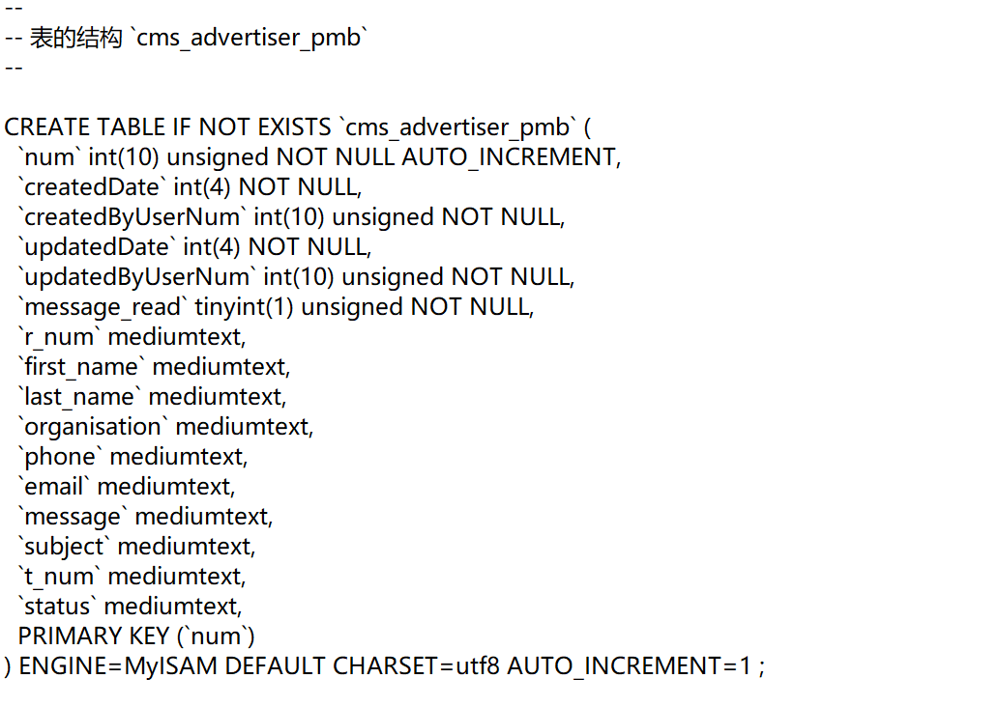 --
-- 表的结构 `cms_advertiser_pmb`
--
CREATE TABLE IF NOT EXISTS `cms_advertiser_pmb` (
`num` int(10) unsigned NOT NULL AUTO_INCREMENT,
`createdDate` int(4) NOT NULL,
`createdByUserNum` int(10) unsigned NOT NULL,
`updatedDate` int(4) NOT NULL,
`updatedByUserNum` int(10) unsigned NOT NULL,
`message_read` tinyint(1) unsigned NOT NULL,
`r_num` mediumtext,
`first_name` mediumtext,
`last_name` mediumtext,
`organisation` mediumtext,
`phone` mediumtext,
`email` mediumtext,
`message` mediumtext,
`subject` mediumtext,
`t_num` mediumtext,
`status` mediumtext,
PRIMARY KEY (`num`)
) ENGINE=MyISAM DEFAULT CHARSET=utf8 AUTO_INCREMENT=1 ;